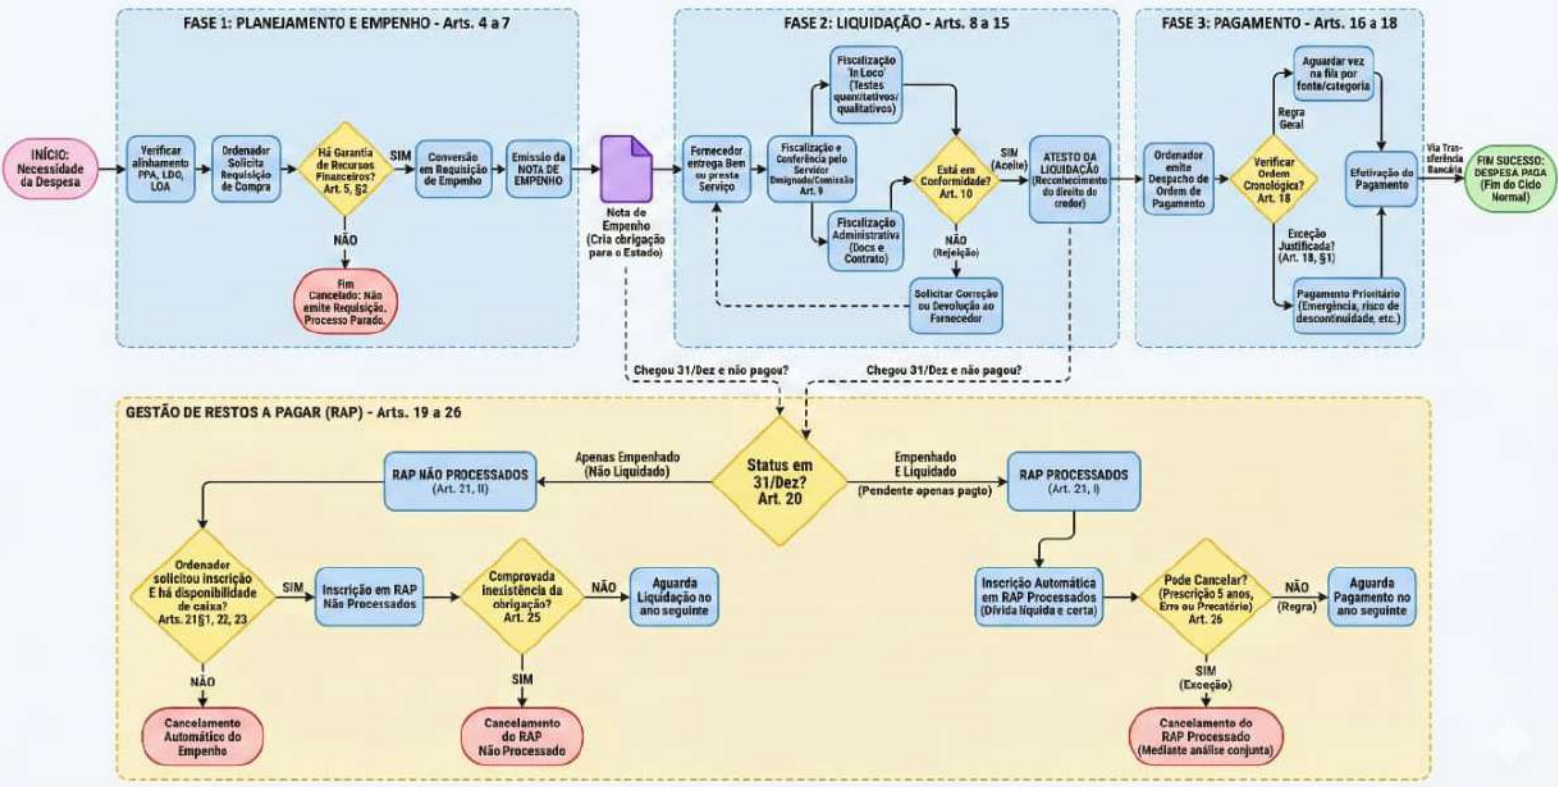 FASE 1: PLANEJAMENTO E EMPENHO - Arts. 4 a 7
INÍCIO:
Necessidade
da Despesa
Verificar
alinhamento
PPA, LDO,
LOA
Ordenador
Solicita
Requisição
de Compra
Há Garantia
de Recursos
Financeiros?
Art. 5, §2
SIM
NÃO
Fim
Cancelado: Não
emite Requisição.
Processo Parado.
Conversão
em Requisição
de Empenho
Emissão da
NOTA DE
EMPENHO
Nota de
Empenho
(Cria obrigação
para o Estado)
FASE 2: LIQUIDAÇÃO - Arts. 8 a 15
Fornecedor
entrega Bem
ou presta
Serviço
Fiscalização e
Conferência pelo
Servidor
Designado/Comissão
Art. 9
Fiscalização
'In Loco'
(Testes
quantitativos/
qualitativos)
Fiscalização
Administrativa
(Docs e
Contrato)
Está em
Conformidade?
Art. 10
SIM
(Aceite)
NÃO
(Rejeição)
Solicitar Correção
ou Devolução ao
Fornecedor
ATESTO DA
LIQUIDAÇÃO
(Reconhecimento
do direito do
credor)
FASE 3: PAGAMENTO - Arts. 16 a 18
Ordenador
emite
Despacho de
Ordem de
Pagamento
Verificar
Ordem
Cronológica?
Art. 18
Regra
Geral
Aguardar vez
na fila por
fonte/categoria
Exceção
Justificada?
(Art. 18, §1)
Pagamento Prioritário
(Emergência, risco de
descontinuidade, etc.)
Efetivação do
Pagamento
Via Trans-
ferência
Bancária
FIM SUCESSO:
DESPESA PAGA
(Fim do Ciclo
Normal)
Chegou 31/Dez e não pagou?
Chegou 31/Dez e não pagou?
GESTÃO DE RESTOS A PAGAR (RAP) - Arts. 19 a 26
Status em
31/Dez?
Art. 20
Apenas Empenhado
(Não Liquidado)
RAP NÃO PROCESSADOS
(Art. 21, II)
Empenhado
E Liquidado
(Pendente apenas pagto)
RAP PROCESSADOS
(Art. 21, I)
Ordenador
solicitou inscrição
E há disponibilidade
de caixa?
Arts. 21§1, 22, 23
SIM
NÃO
Cancelamento
Automático do
Empenho
Inscrição em RAP
Não Processados
Comprovada
Inexistência da
obrigação?
Art. 25
NÃO
SIM
Cancelamento
do RAP
Não Processado
Aguarda
Liquidação no
ano seguinte
Inscrição Automática
em RAP Processados
(Dívida líquida e certa)
Pode Cancelar?
(Prescrição 5 anos,
Erro ou Precatório)
Art. 26
NÃO
(Regra)
SIM
(Exceção)
Cancelamento do
RAP Processado
(Mediante análise conjunta)
Aguarda
Pagamento no
ano seguinte